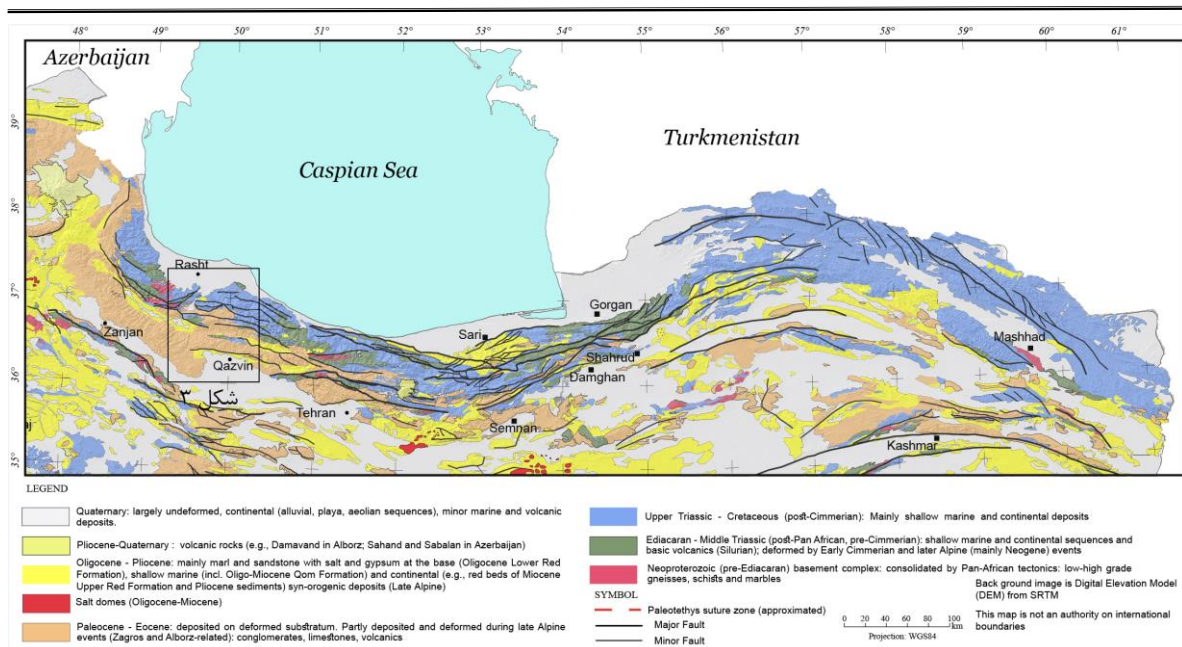 48° 49° 50° 51° 52° 53° 54° 55° 56° 57° 58° 59° 60° 61°
Azerbaijan
39°
38°
37°
36°
35°
Caspian Sea
Turkmenistan
Rasht
Zanjan
Qazvin
شکل ۳
Tehran
Sari
Gorgan
Shahrud
Damghan
Semnan
Mashhad
Kashmar
LEGEND
Quaternary: largely undeformed, continental (alluvial, playa, aeolian sequences), minor marine and volcanic
deposits.
Pliocene-Quaternary : volcanic rocks (e.g., Damavand in Alborz; Sahand and Sabalan in Azerbaijan)
Oligocene - Pliocene: mainly marl and sandstone with salt and gypsum at the base (Oligocene Lower Red
Formation), shallow marine (incl. Oligo-Miocene Qom Formation) and continental (e.g., red beds of Miocene
Upper Red Formation and Pliocene sediments) syn-orogenic deposits (Late Alpine)
Salt domes (Oligocene-Miocene)
Paleocene - Eocene: deposited on deformed substratum. Partly deposited and deformed during late Alpine
events (Zagros and Alborz-related): conglomerates, limestones, volcanics
Upper Triassic - Cretaceous (post-Cimmerian): Mainly shallow marine and continental deposits
Ediacaran - Middle Triassic (post-Pan African, pre-Cimmerian): shallow marine and continental sequences and
basic volcanics (Silurian); deformed by Early Cimmerian and later Alpine (mainly Neogene) events
Neoproterozoic (pre-Ediacaran) basement complex: consolidated by Pan-African tectonics: low-high grade
gneisses, schists and marbles
SYMBOL
Paleotethys suture zone (approximated)
Major Fault
Minor Fault
0 20 40 60 80 100
km
Projection: WGS84
Back ground image is Digital Elevation Model
(DEM) from SRTM
This map is not an authority on international
boundaries